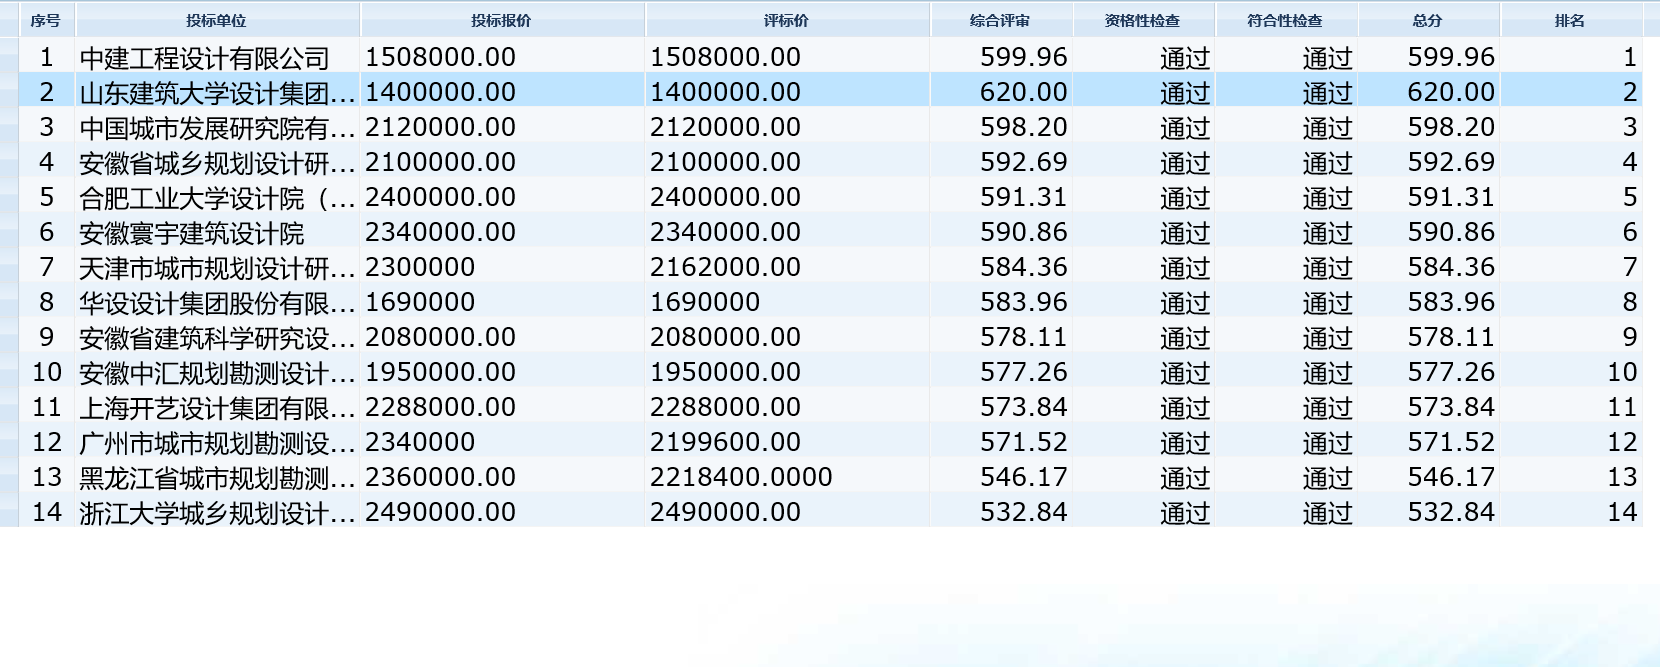 序号 投标单位 投标报价 评标价 综合评审 资格性检查 符合性检查 总分 排名
1 中建工程设计有限公司 1508000.00 1508000.00 599.96 通过 通过 599.96 1
2 山东建筑大学设计集团... 1400000.00 1400000.00 620.00 通过 通过 620.00 2
3 中国城市发展研究院有... 2120000.00 2120000.00 598.20 通过 通过 598.20 3
4 安徽省城乡规划设计研... 2100000.00 2100000.00 592.69 通过 通过 592.69 4
5 合肥工业大学设计院（... 2400000.00 2400000.00 591.31 通过 通过 591.31 5
6 安徽寰宇建筑设计院 2340000.00 2340000.00 590.86 通过 通过 590.86 6
7 天津市城市规划设计研... 2300000 2162000.00 584.36 通过 通过 584.36 7
8 华设设计集团股份有限... 1690000 1690000 583.96 通过 通过 583.96 8
9 安徽省建筑科学研究设... 2080000.00 2080000.00 578.11 通过 通过 578.11 9
10 安徽中汇规划勘测设计... 1950000.00 1950000.00 577.26 通过 通过 577.26 10
11 上海开艺设计集团有限... 2288000.00 2288000.00 573.84 通过 通过 573.84 11
12 广州市城市规划勘测设... 2340000 2199600.00 571.52 通过 通过 571.52 12
13 黑龙江省城市规划勘测... 2360000.00 2218400.0000 546.17 通过 通过 546.17 13
14 浙江大学城乡规划设计... 2490000.00 2490000.00 532.84 通过 通过 532.84 14